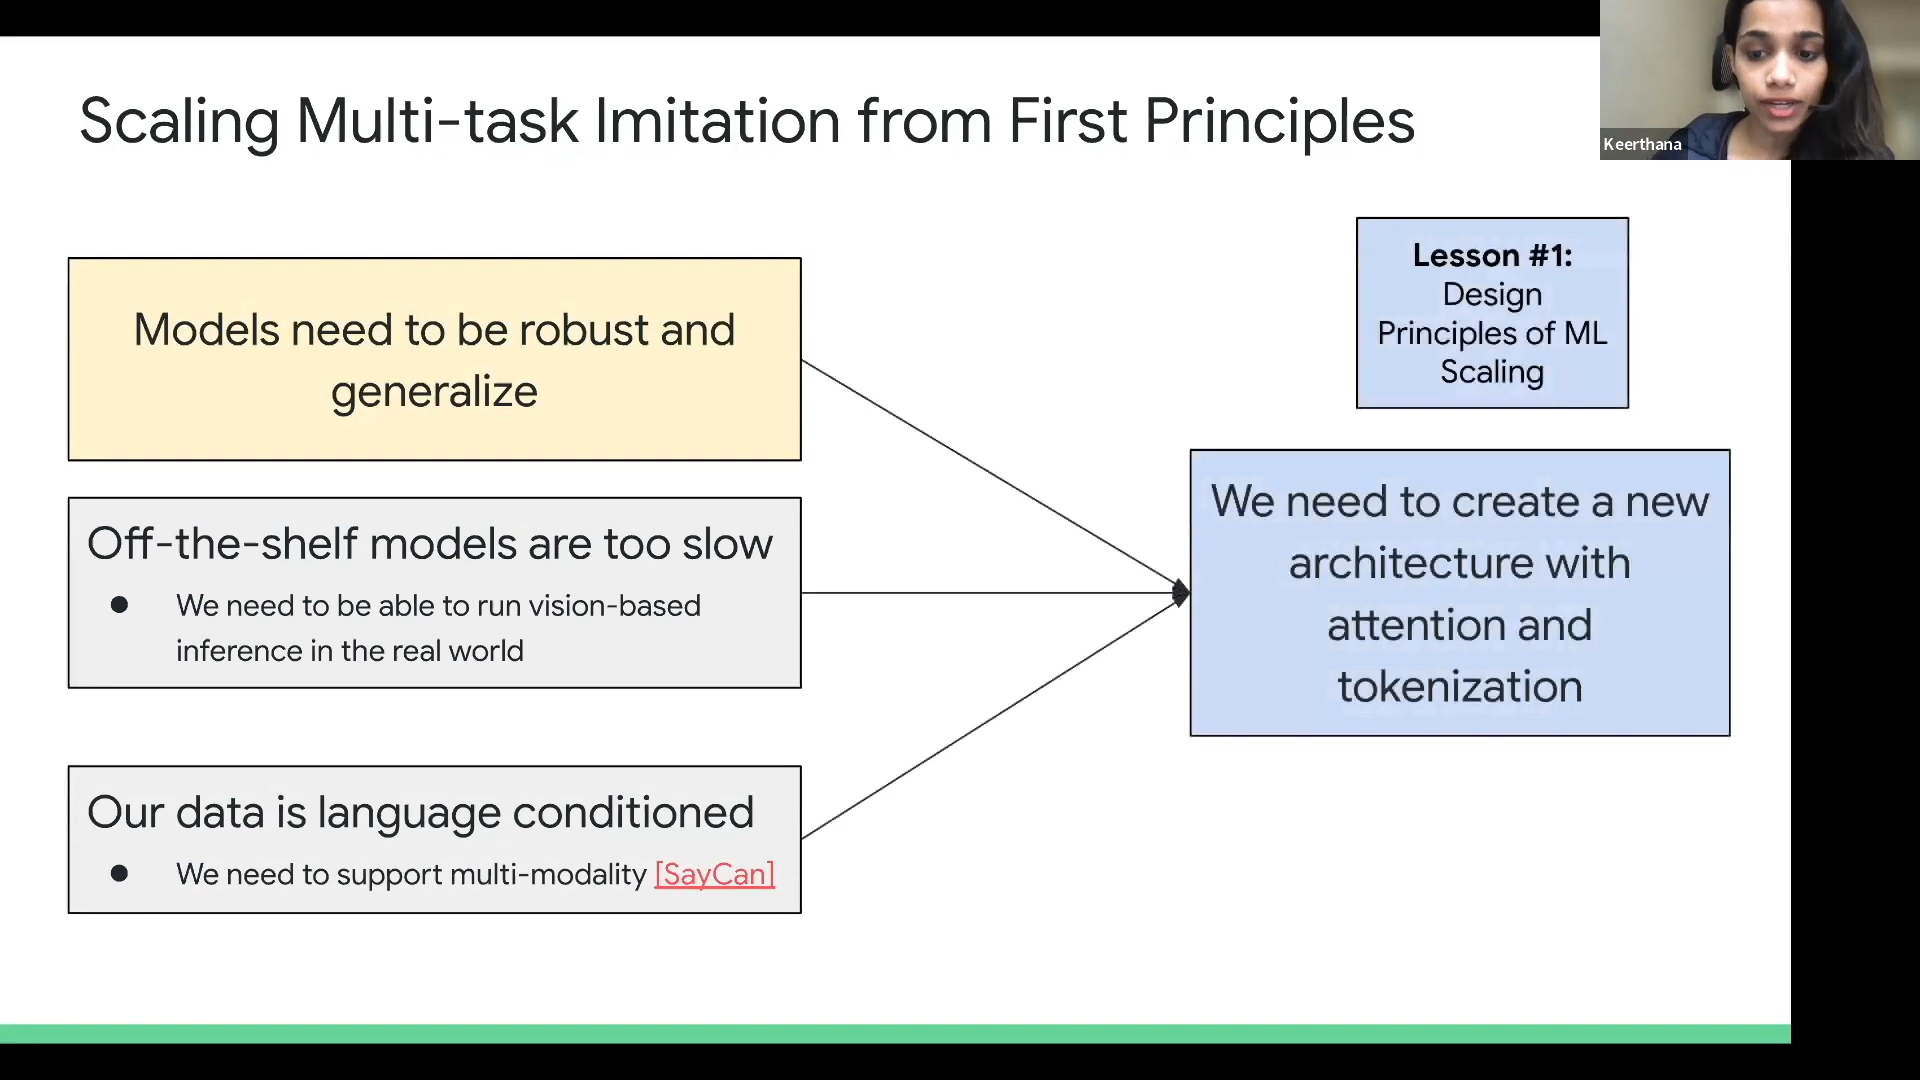 Scaling Multi-task Imitation from First Principles
Keerthana
Lesson #1:
Design
Principles of ML
Scaling
Models need to be robust and
generalize
Off-the-shelf models are too slow
● We need to be able to run vision-based
inference in the real world
Our data is language conditioned
● We need to support multi-modality [SayCan]
We need to create a new
architecture with
attention and
tokenization